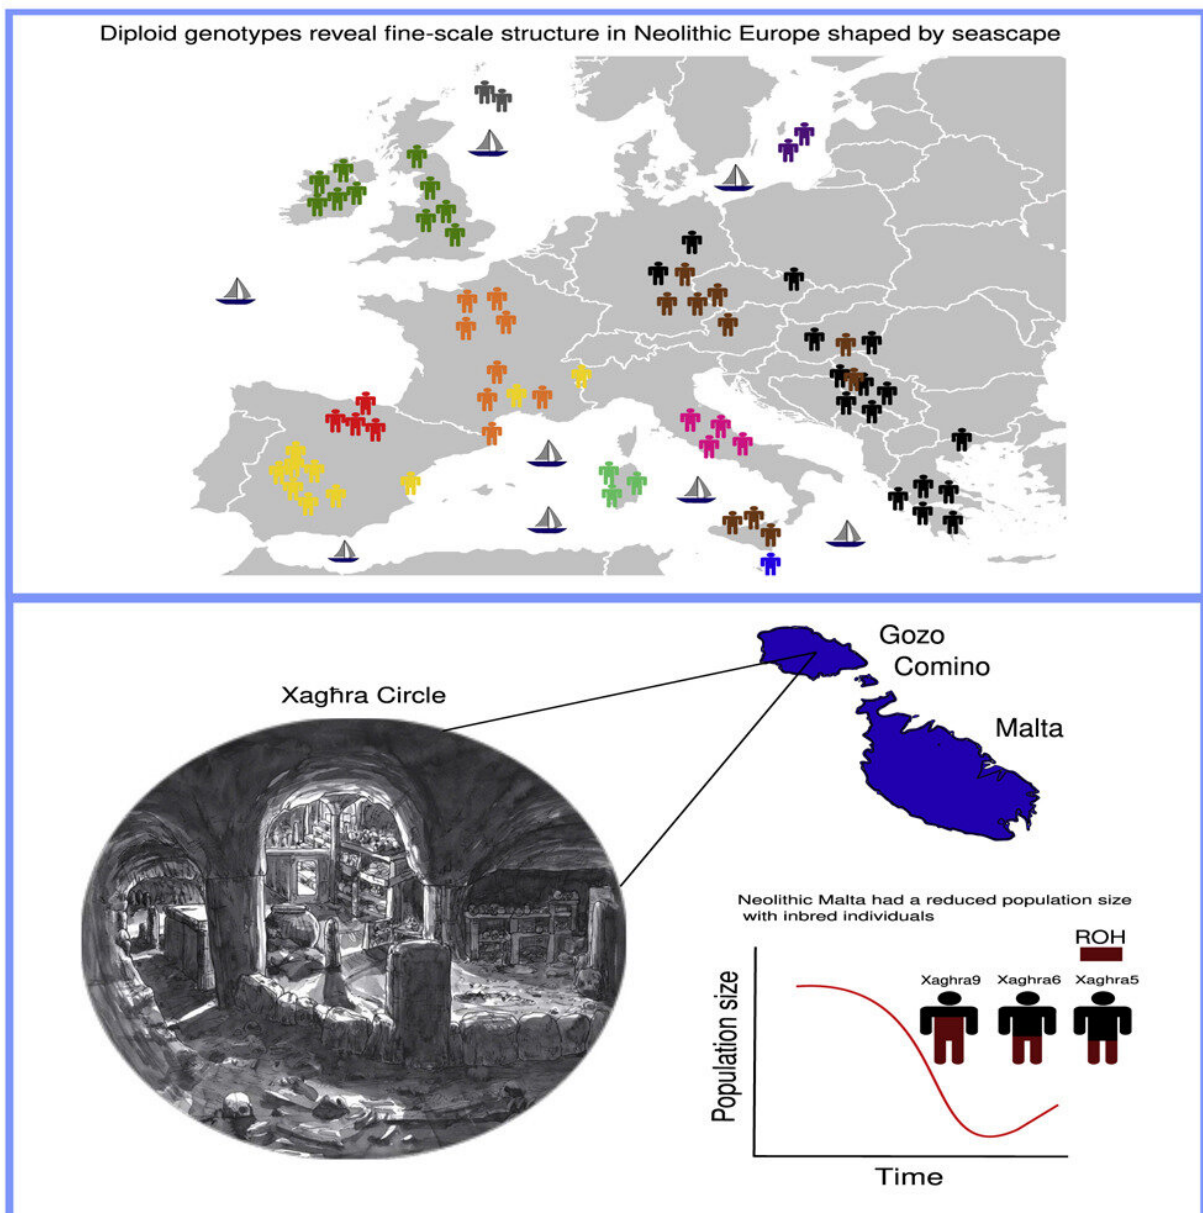 Diploid genotypes reveal fine-scale structure in Neolithic Europe shaped by seascape
Gozo
Comino
Xagħra Circle
Malta
Neolithic Malta had a reduced population size
with inbred individuals
ROH
Xaghra9 Xaghra6 Xaghra5
Population size
Time